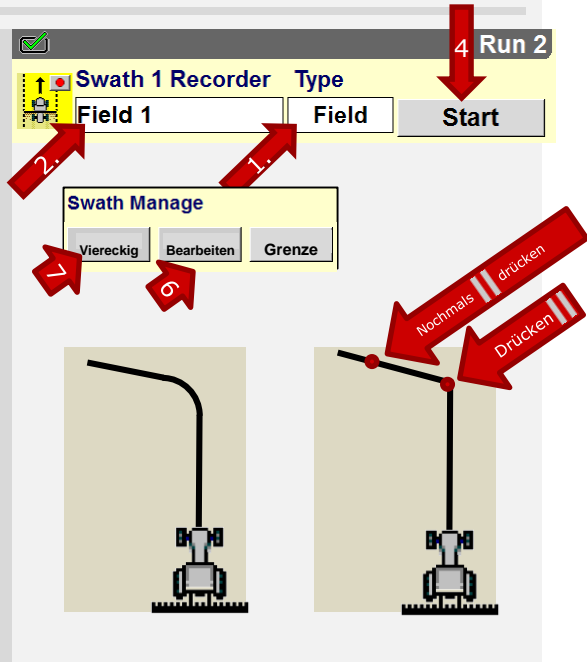 4 Run 2
Swath 1 Recorder Type
Field 1 Field Start
2. 1.
Swath Manage
Viereckig Bearbeiten Grenze
7 6
Nochmals drücken
Drücken